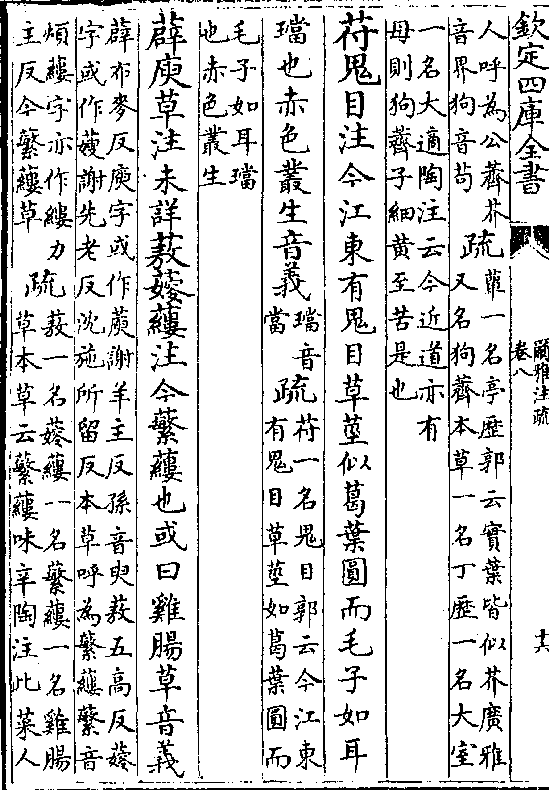 欽定四庫全書
爾雅注疏
卷八
十六
人呼為公薺芥
音界狗音苟
疏
蕇一名亭歷郭云實葉皆似芥廣雅
又名狗薺本草一名丁歷一名大室
一名大適陶注云今近道亦有
母則狗薺子細黄至苦是也
苻鬼目注今江東有鬼目草莖似葛葉圓而毛子如耳
璫也赤色叢生音義
璫音
當
疏
苻一名鬼目郭云今江東
有鬼目草莖如葛葉圓而
毛子如耳璫
也赤色叢生
薜庾草注未詳蔜䕅蔞注今蘩蔞也或曰雞腸草音義
薜布麥反庾字或作蔜謝羊主反孫音臾蔜五高反䕅
字或作䕅謝先老反沈施所留反本草呼為蘩蔞蘩音
煩蔞字亦作縷力
主反今蘩蔞草
疏
蔜一名䕅蔞一名蘩蔞一名雞腸
草本草云蘩蔞味辛陶注此菜人